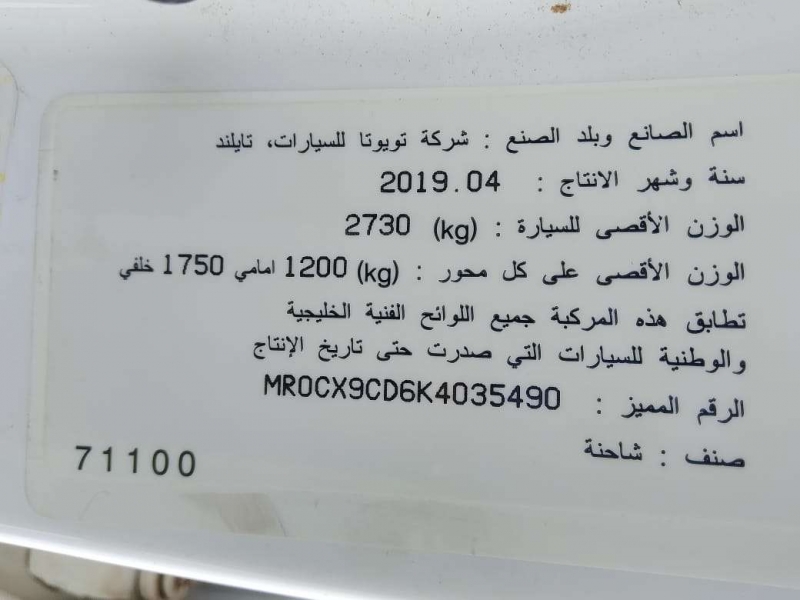 اسم الصانع وبلد الصنع : شركة تويوتا للسيارات، تايلند
سنة وشهر الانتاج : 2019.04
الوزن الأقصى للسيارة : (kg) 2730
الوزن الأقصى على كل محور : (kg) 1200 امامي 1750 خلفي
تطابق هذه المركبة جميع اللوائح الفنية الخليجية
والوطنية للسيارات التي صدرت حتى تاريخ الإنتاج
الرقم المميز : MR0CX9CD6K4035490
صنف : شاحنة
71100